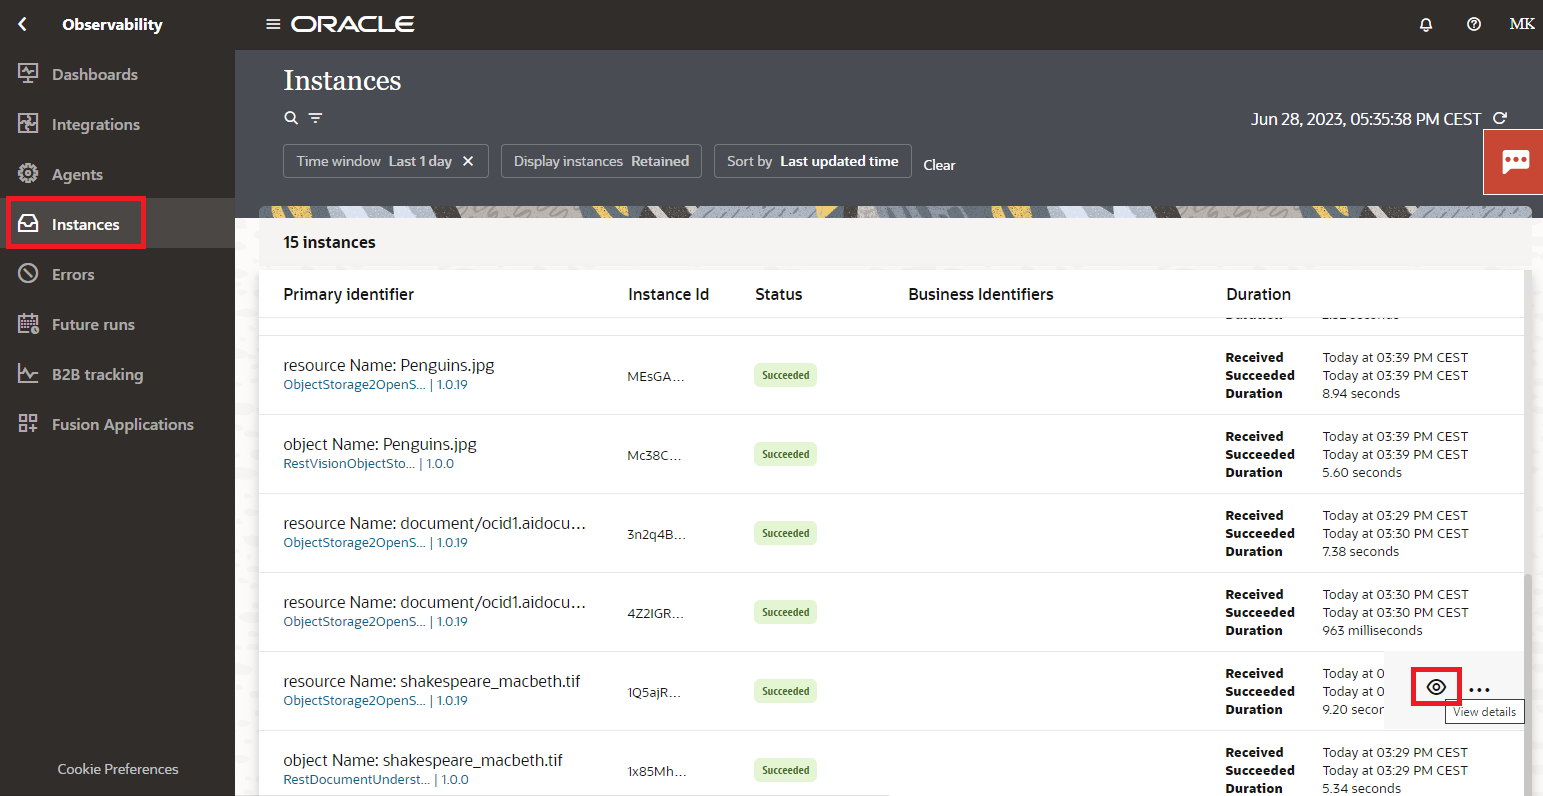 Observability
ORACLE
MK
Dashboards
Integrations
Agents
Instances
Errors
Future runs
B2B tracking
Fusion Applications
Cookie Preferences
Instances
Jun 28, 2023, 05:35:38 PM CEST
Time window Last 1 day
Display instances Retained
Sort by Last updated time
Clear
15 instances
Primary identifier Instance Id Status Business Identifiers Duration
resource Name: Penguins.jpg
ObjectStorage2OpenS... | 1.0.19
MEsGA...
Succeeded
Received Today at 03:39 PM CEST
Succeeded Today at 03:39 PM CEST
Duration 8.94 seconds
object Name: Penguins.jpg
RestVisionObjectSto... | 1.0.0
Mc38C...
Succeeded
Received Today at 03:39 PM CEST
Succeeded Today at 03:39 PM CEST
Duration 5.60 seconds
resource Name: document/ocid1.aidocu...
ObjectStorage2OpenS... | 1.0.19
3n2q4B...
Succeeded
Received Today at 03:29 PM CEST
Succeeded Today at 03:30 PM CEST
Duration 7.38 seconds
resource Name: document/ocid1.aidocu...
ObjectStorage2OpenS... | 1.0.19
4Z2IGR...
Succeeded
Received Today at 03:30 PM CEST
Succeeded Today at 03:30 PM CEST
Duration 963 milliseconds
resource Name: shakespeare_macbeth.tif
ObjectStorage2OpenS... | 1.0.19
1Q5ajR...
Succeeded
Received Today at 0
Succeeded Today at 0
Duration 9.20 secon
View details
object Name: shakespeare_macbeth.tif
RestDocumentUnderst... | 1.0.0
1x85Mh...
Succeeded
Received Today at 03:29 PM CEST
Succeeded Today at 03:29 PM CEST
Duration 5.34 seconds